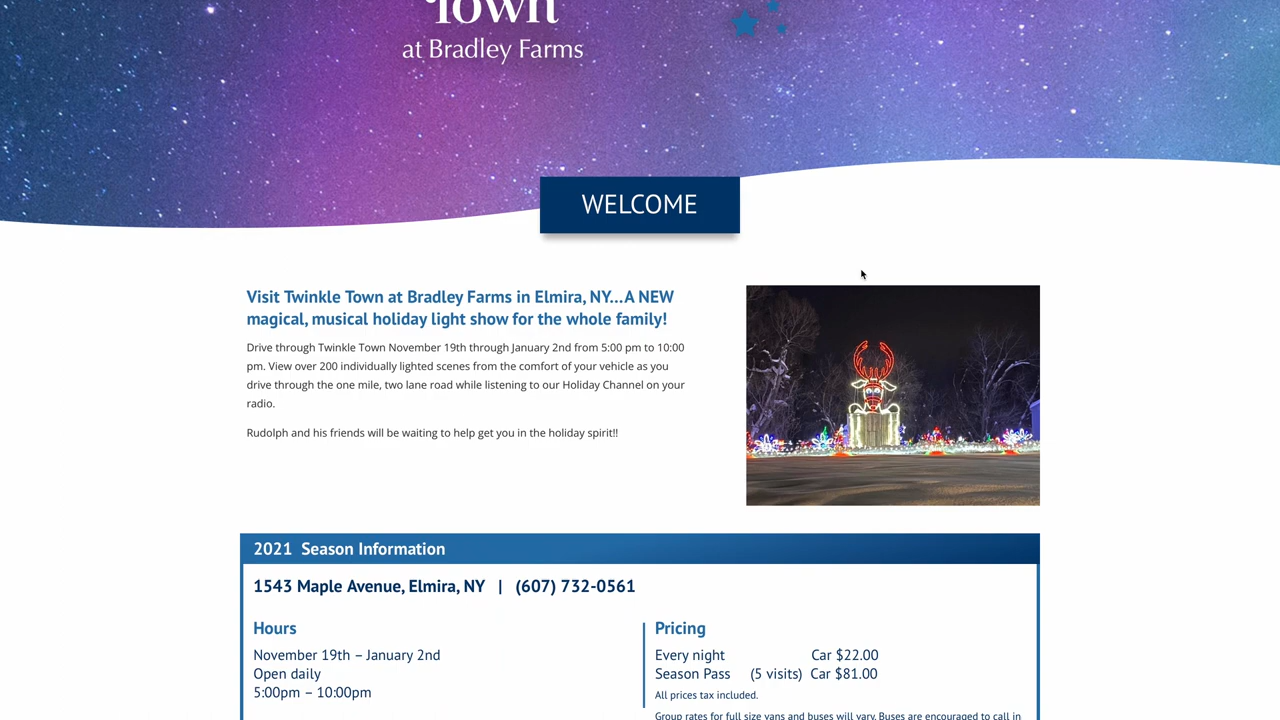 Town
at Bradley Farms
WELCOME
Visit Twinkle Town at Bradley Farms in Elmira, NY...A NEW
magical, musical holiday light show for the whole family!
Drive through Twinkle Town November 19th through January 2nd from 5:00 pm to 10:00
pm. View over 200 individually lighted scenes from the comfort of your vehicle as you
drive through the one mile, two lane road while listening to our Holiday Channel on your
radio.
Rudolph and his friends will be waiting to help get you in the holiday spirit!!
2021 Season Information
1543 Maple Avenue, Elmira, NY | (607) 732-0561
Hours
November 19th – January 2nd
Open daily
5:00pm – 10:00pm
Pricing
Every night Car $22.00
Season Pass (5 visits) Car $81.00
All prices tax included.
Group rates for full size vans and buses will vary. Buses are encouraged to call in